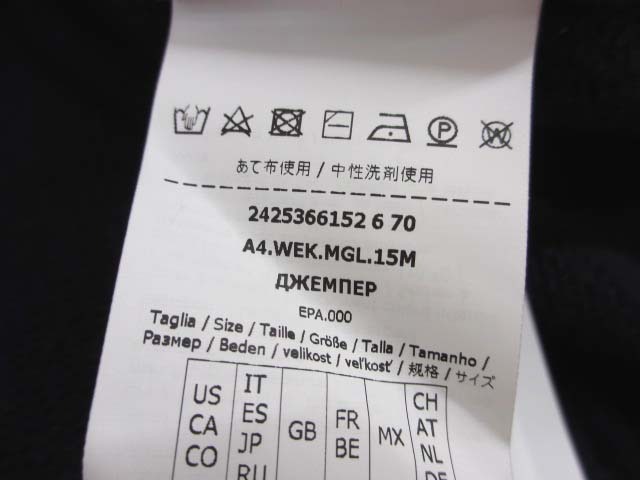 P W
あて布使用 / 中性洗剤使用
2425366152 6 70
A4.WEK.MGL.15M
ДЖЕМПЕР
EPA.000
Taglia / Size / Taille / Größe / Talla / Tamanho /
Размер / Beden / velikost / veľkosť / 规格 / サイズ
US CA CO
IT ES JP RU
GB
FR BE
MX
CH AT NL DE